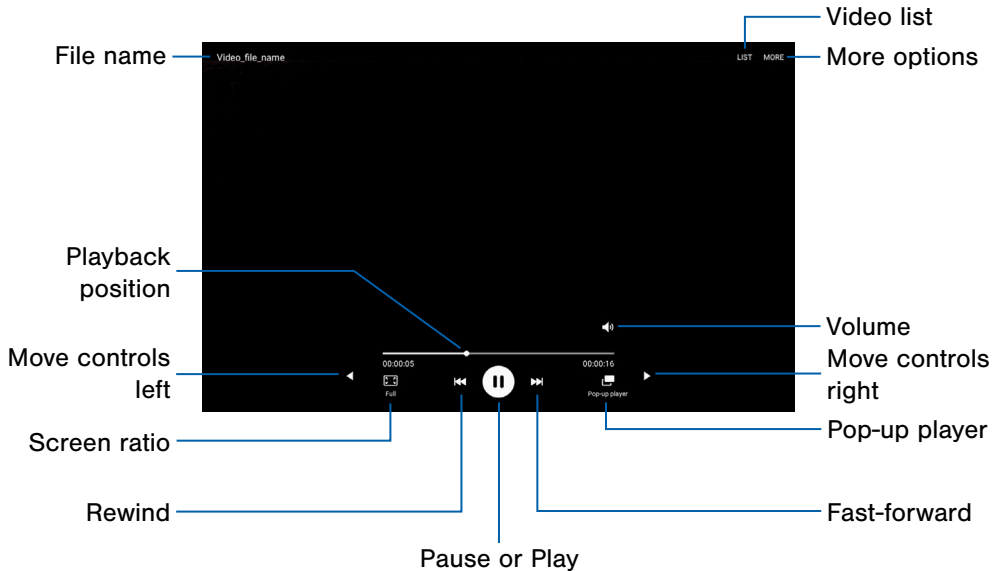 Video list
File name
Video_file_name
LIST MORE
More options
Playback
position
Volume
Move controls
left
00:00:05
00:00:16
Move controls
right
Full
Pop-up player
Screen ratio
Pop-up player
Rewind
Fast-forward
Pause or Play